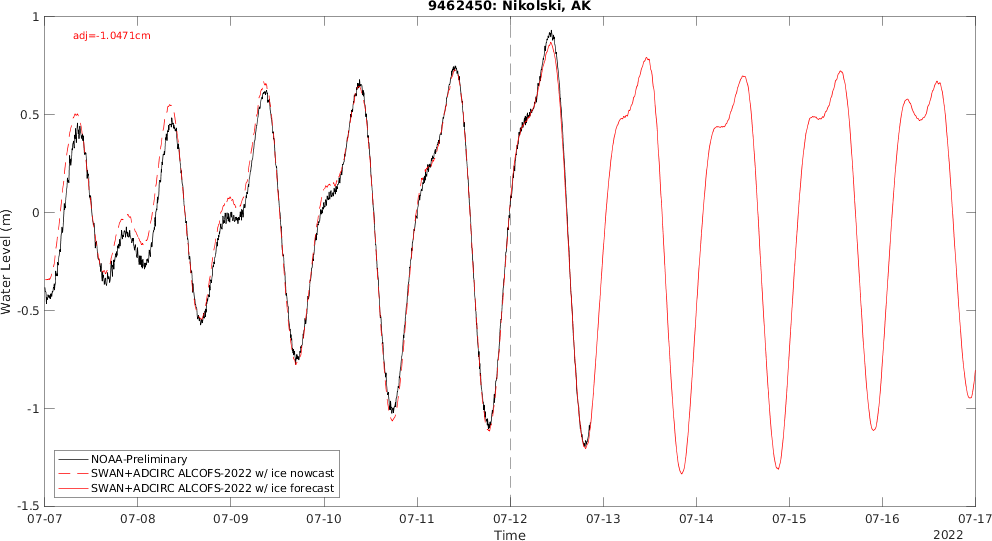 9462450: Nikolski, AK
adj=-1.0471cm
1
0.5
0
-0.5
-1
-1.5
Water Level (m)
NOAA-Preliminary
SWAN+ADCIRC ALCOFS-2022 w/ ice nowcast
SWAN+ADCIRC ALCOFS-2022 w/ ice forecast
07-07 07-08 07-09 07-10 07-11 07-12 07-13 07-14 07-15 07-16 07-17
Time
2022